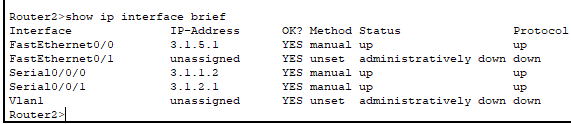 Router2>show ip interface brief
Interface              IP-Address      OK? Method Status                Protocol
FastEthernet0/0        3.1.5.1         YES manual up                    up
FastEthernet0/1        unassigned      YES unset  administratively down down
Serial0/0/0            3.1.1.2         YES manual up                    up
Serial0/0/1            3.1.2.1         YES manual up                    up
Vlan1                  unassigned      YES unset  administratively down down
Router2>